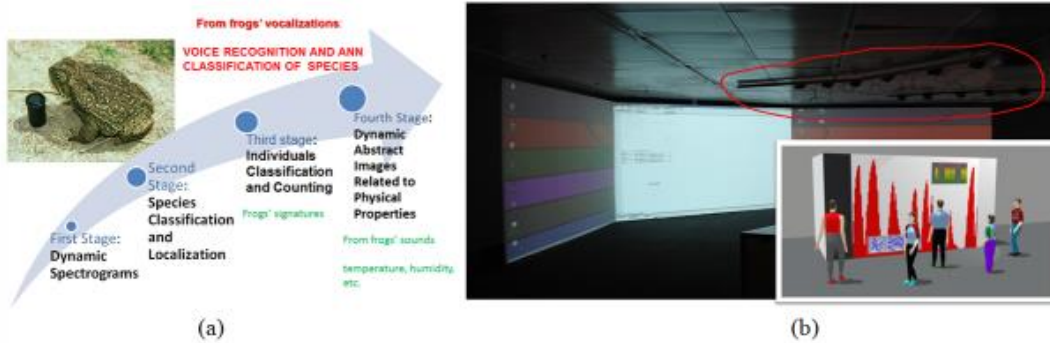 From frogs' vocalizations:
VOICE RECOGNITION AND ANN
CLASSIFICATION OF SPECIES
First Stage:
Dynamic
Spectrograms
Second
Stage:
Species
Classification
and
Localization
Third stage:
Individuals
Classification
and Counting
Frogs' signatures
Fourth Stage:
Dynamic
Abstract
Images
Related to
Physical
Properties
From frogs' sounds
temperature, humidity,
etc.
(a)
(b)